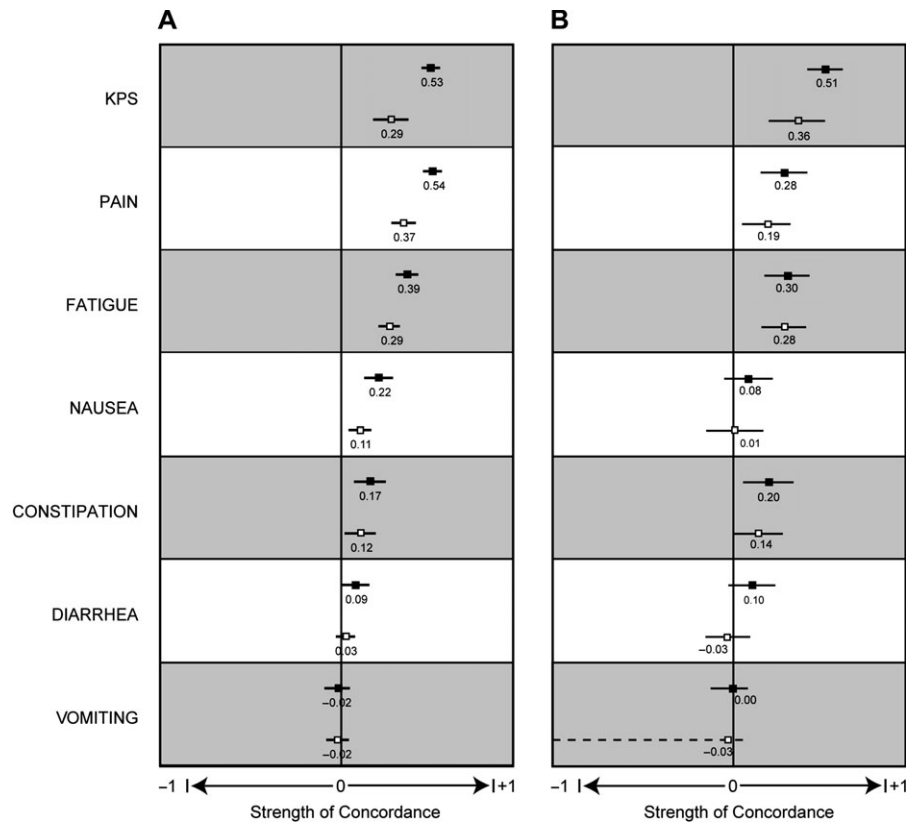 A B
KPS
0.53 0.51
0.29 0.36
PAIN
0.54 0.28
0.37 0.19
FATIGUE
0.39 0.30
0.29 0.28
NAUSEA
0.22 0.08
0.11 0.01
CONSTIPATION
0.17 0.20
0.12 0.14
DIARRHEA
0.09 0.10
0.03 –0.03
VOMITING
–0.02 0.00
–0.02 –0.03
–1 0 +1 –1 0 +1
Strength of Concordance Strength of Concordance